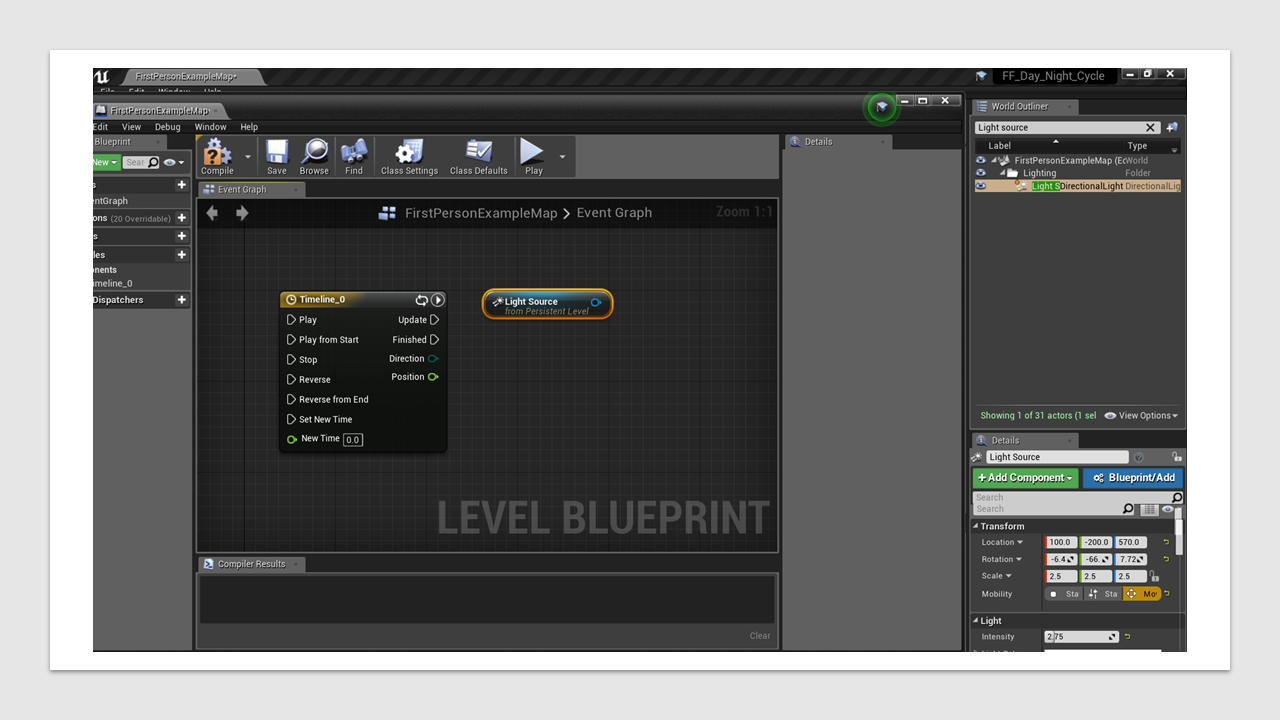 FirstPersonExampleMap*
FF_Day_Night_Cycle
File Edit Window Help
FirstPersonExampleMap
Edit View Debug Window Help
Blueprint
New
Sear
Compile
Save
Browse
Find
Class Settings
Class Defaults
Play
Event Graph
FirstPersonExampleMap > Event Graph
Zoom 1:1
s
entGraph
ons (20 Overridable)
s
les
onents
imeline_0
Dispatchers
Timeline_0
Play
Update
Play from Start
Finished
Stop
Direction
Reverse
Position
Reverse from End
Set New Time
New Time 0.0
Light Source
from Persistent Level
LEVEL BLUEPRINT
Compiler Results
Clear
Details
World Outliner
Light source
Label
Type
FirstPersonExampleMap (Ec World
Lighting Folder
Light S DirectionalLight DirectionalLig
Showing 1 of 31 actors (1 sel
View Options
Details
Light Source
+ Add Component
Blueprint/Add
Search
Search
Transform
Location 100.0 -200.0 570.0
Rotation -6.4 -66. 7.72
Scale 2.5 2.5 2.5
Mobility Sta Sta Mo
Light
Intensity 2.75